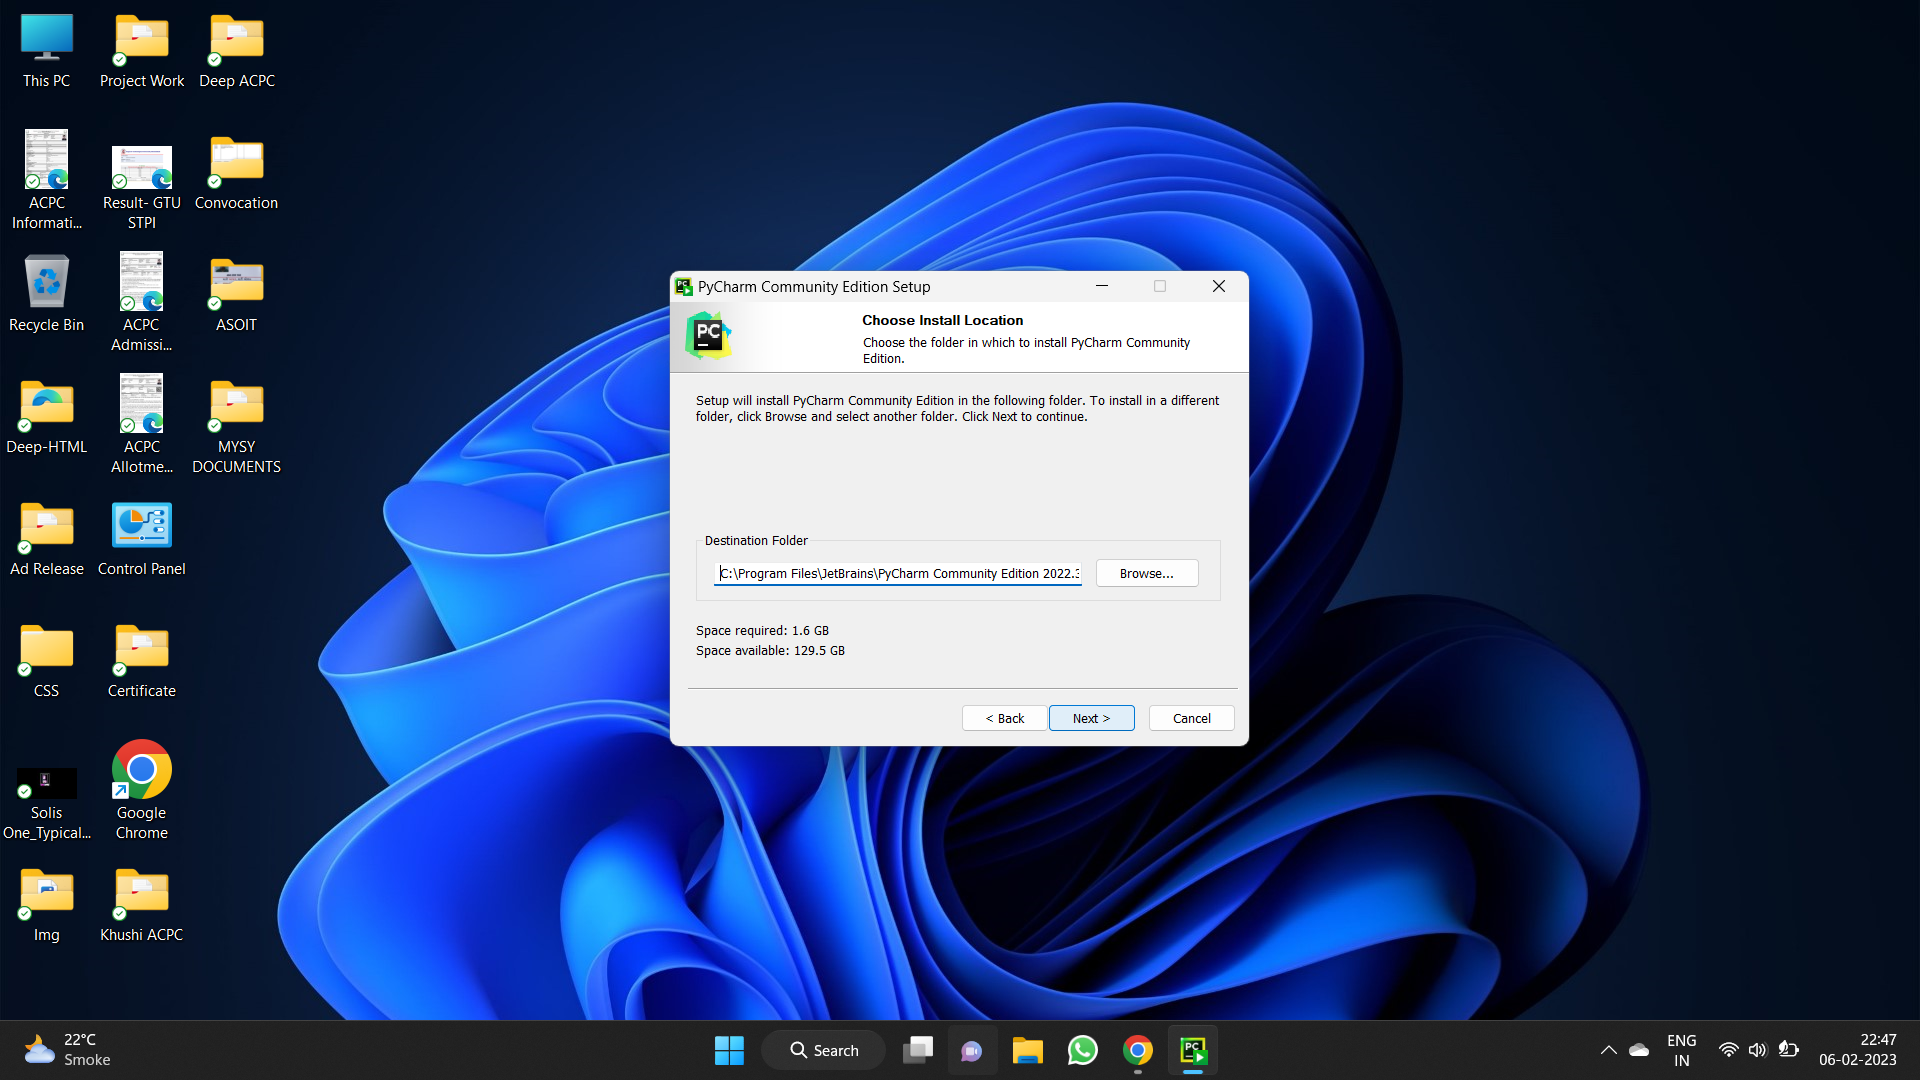 This PC
Project Work
Deep ACPC
ACPC
Informati...
Result- GTU
STPI
Convocation
Recycle Bin
ACPC
Admissi...
ASOIT
Deep-HTML
ACPC
Allotme...
MYSY
DOCUMENTS
Ad Release
Control Panel
CSS
Certificate
Solis
One_Typical...
Google
Chrome
Img
Khushi ACPC
PyCharm Community Edition Setup
PC
Choose Install Location
Choose the folder in which to install PyCharm Community
Edition.
Setup will install PyCharm Community Edition in the following folder. To install in a different
folder, click Browse and select another folder. Click Next to continue.
Destination Folder
C:\Program Files\JetBrains\PyCharm Community Edition 2022.3
Browse...
Space required: 1.6 GB
Space available: 129.5 GB
< Back
Next >
Cancel
22°C
Smoke
Search
PC
ENG
IN
22:47
06-02-2023